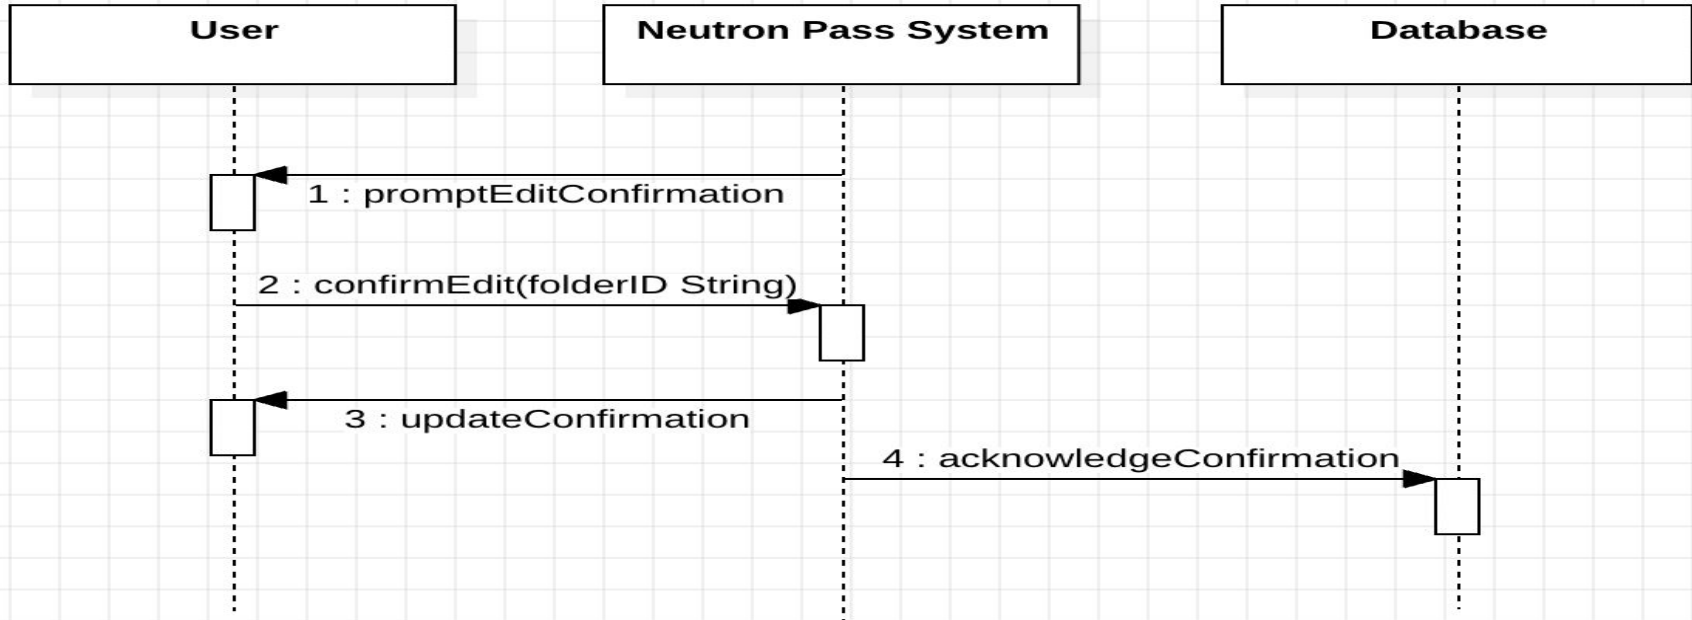 User
Neutron Pass System
Database
1 : promptEditConfirmation
2 : confirmEdit(folderID String)
3 : updateConfirmation
4 : acknowledgeConfirmation